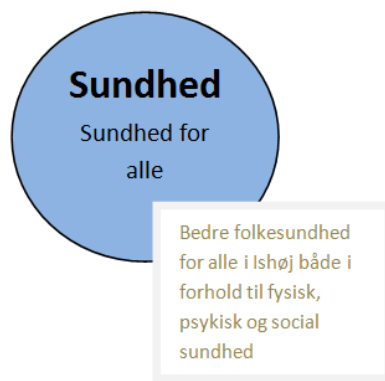 Sundhed
Sundhed for
alle
Bedre folkesundhed
for alle i Ishøj både i
forhold til fysisk,
psykisk og social
sundhed